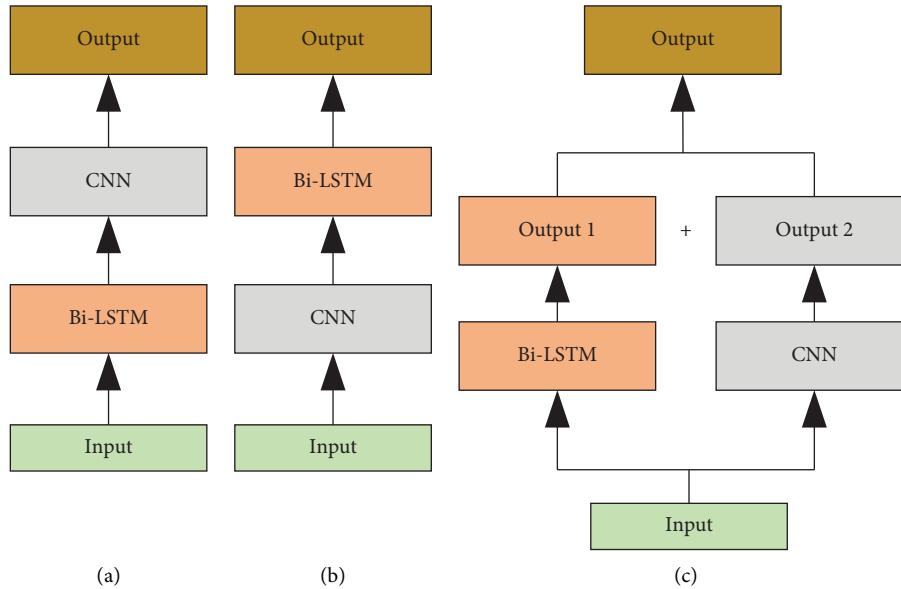 Output
CNN
Bi-LSTM
Input
(a)
Output
Bi-LSTM
CNN
Input
(b)
Output
Output 1
+
Output 2
Bi-LSTM
CNN
Input
(c)